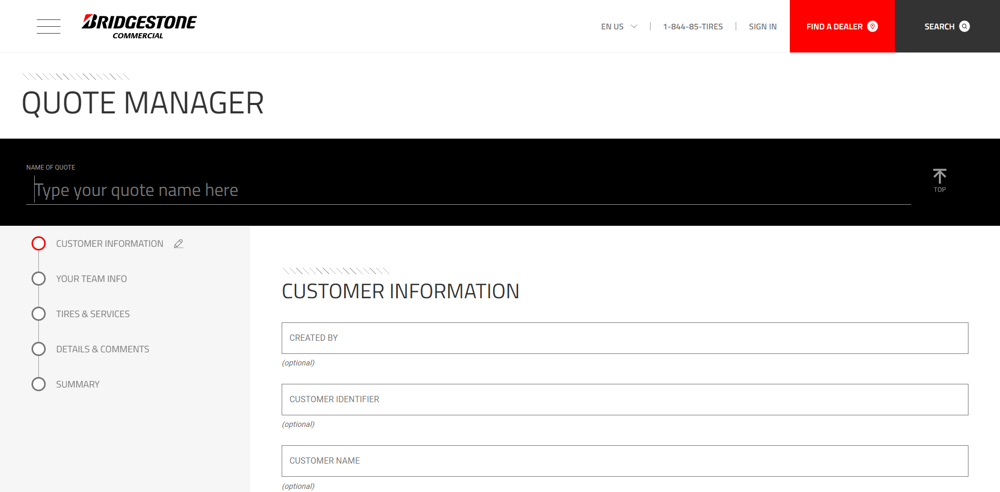 BRIDGESTONE
COMMERCIAL
EN US
1-844-85-TIRES
SIGN IN
FIND A DEALER
SEARCH
QUOTE MANAGER
NAME OF QUOTE
Type your quote name here
TOP
CUSTOMER INFORMATION
YOUR TEAM INFO
TIRES & SERVICES
DETAILS & COMMENTS
SUMMARY
CUSTOMER INFORMATION
CREATED BY
(optional)
CUSTOMER IDENTIFIER
(optional)
CUSTOMER NAME
(optional)